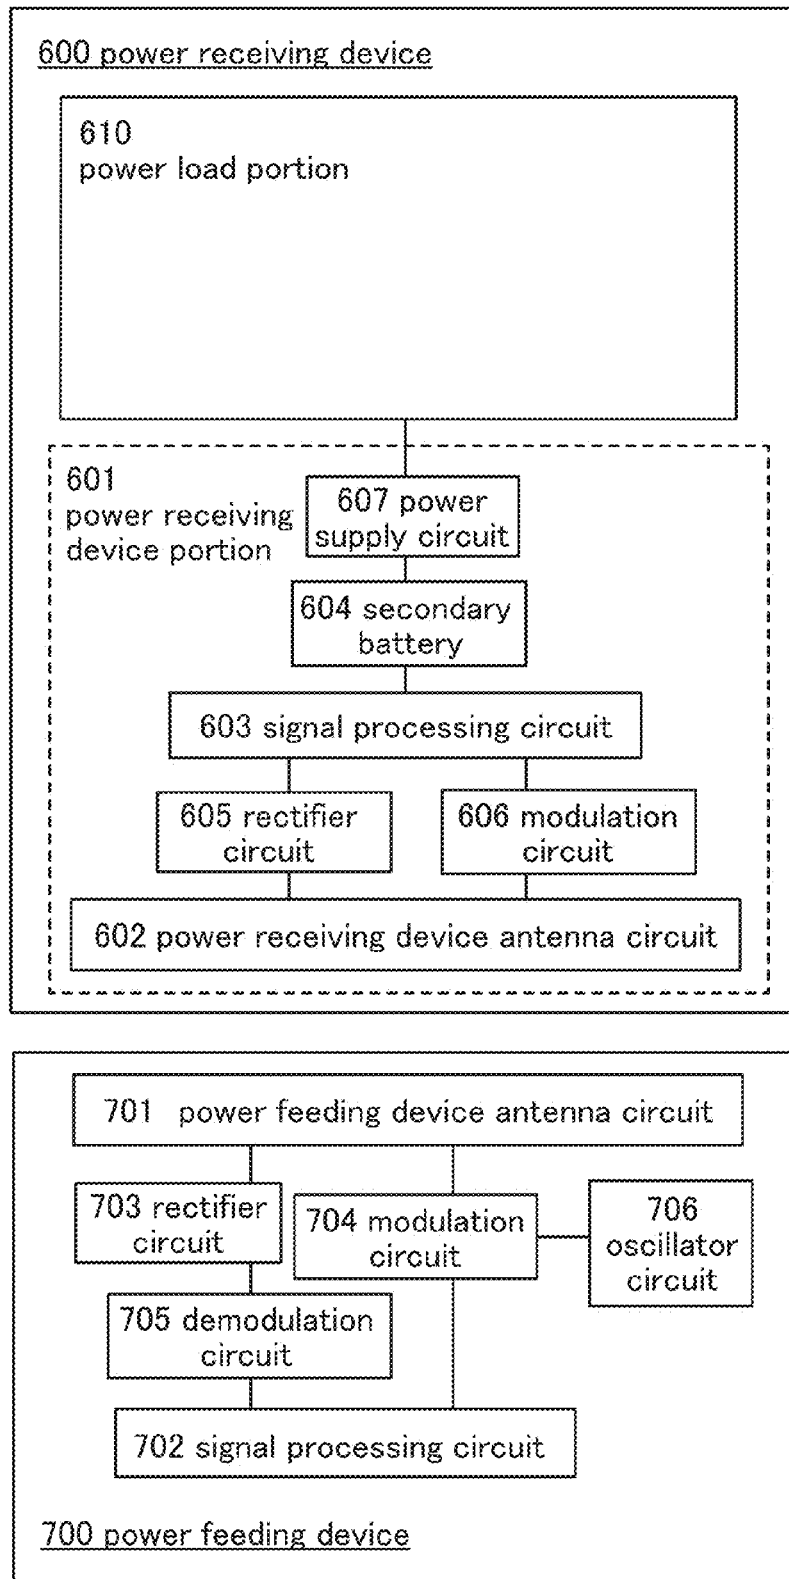 600 power receiving device
610
power load portion
601
power receiving
device portion
607 power
supply circuit
604 secondary
battery
603 signal processing circuit
605 rectifier
circuit
606 modulation
circuit
602 power receiving device antenna circuit
701 power feeding device antenna circuit
703 rectifier
circuit
704 modulation
circuit
706
oscillator
circuit
705 demodulation
circuit
702 signal processing circuit
700 power feeding device